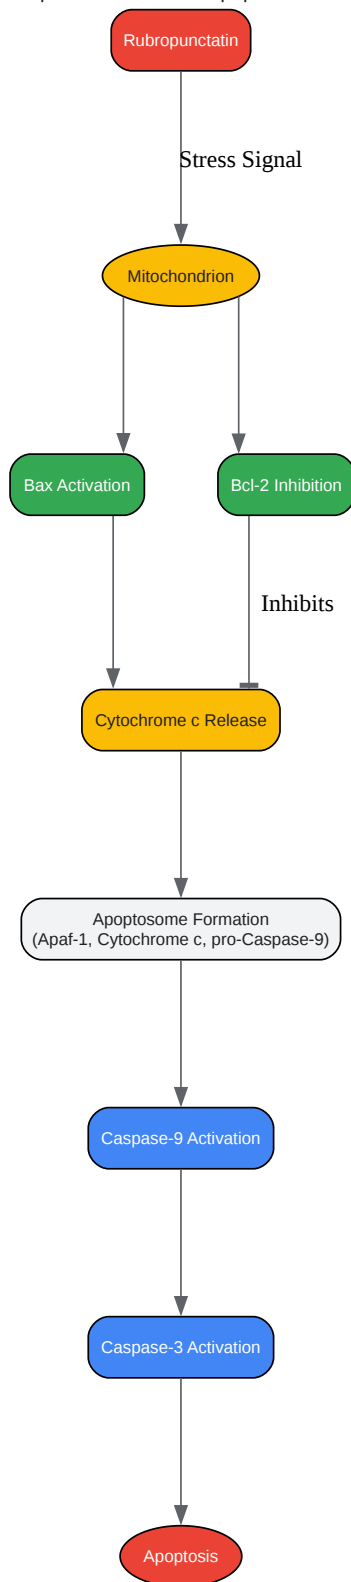 Rubropunctatin
Stress Signal
Mitochondrion
Bax Activation
Bcl-2 Inhibition
Inhibits
Cytochrome c Release
Apoptosome Formation
(Apaf-1, Cytochrome c, pro-Caspase-9)
Caspase-9 Activation
Caspase-3 Activation
Apoptosis